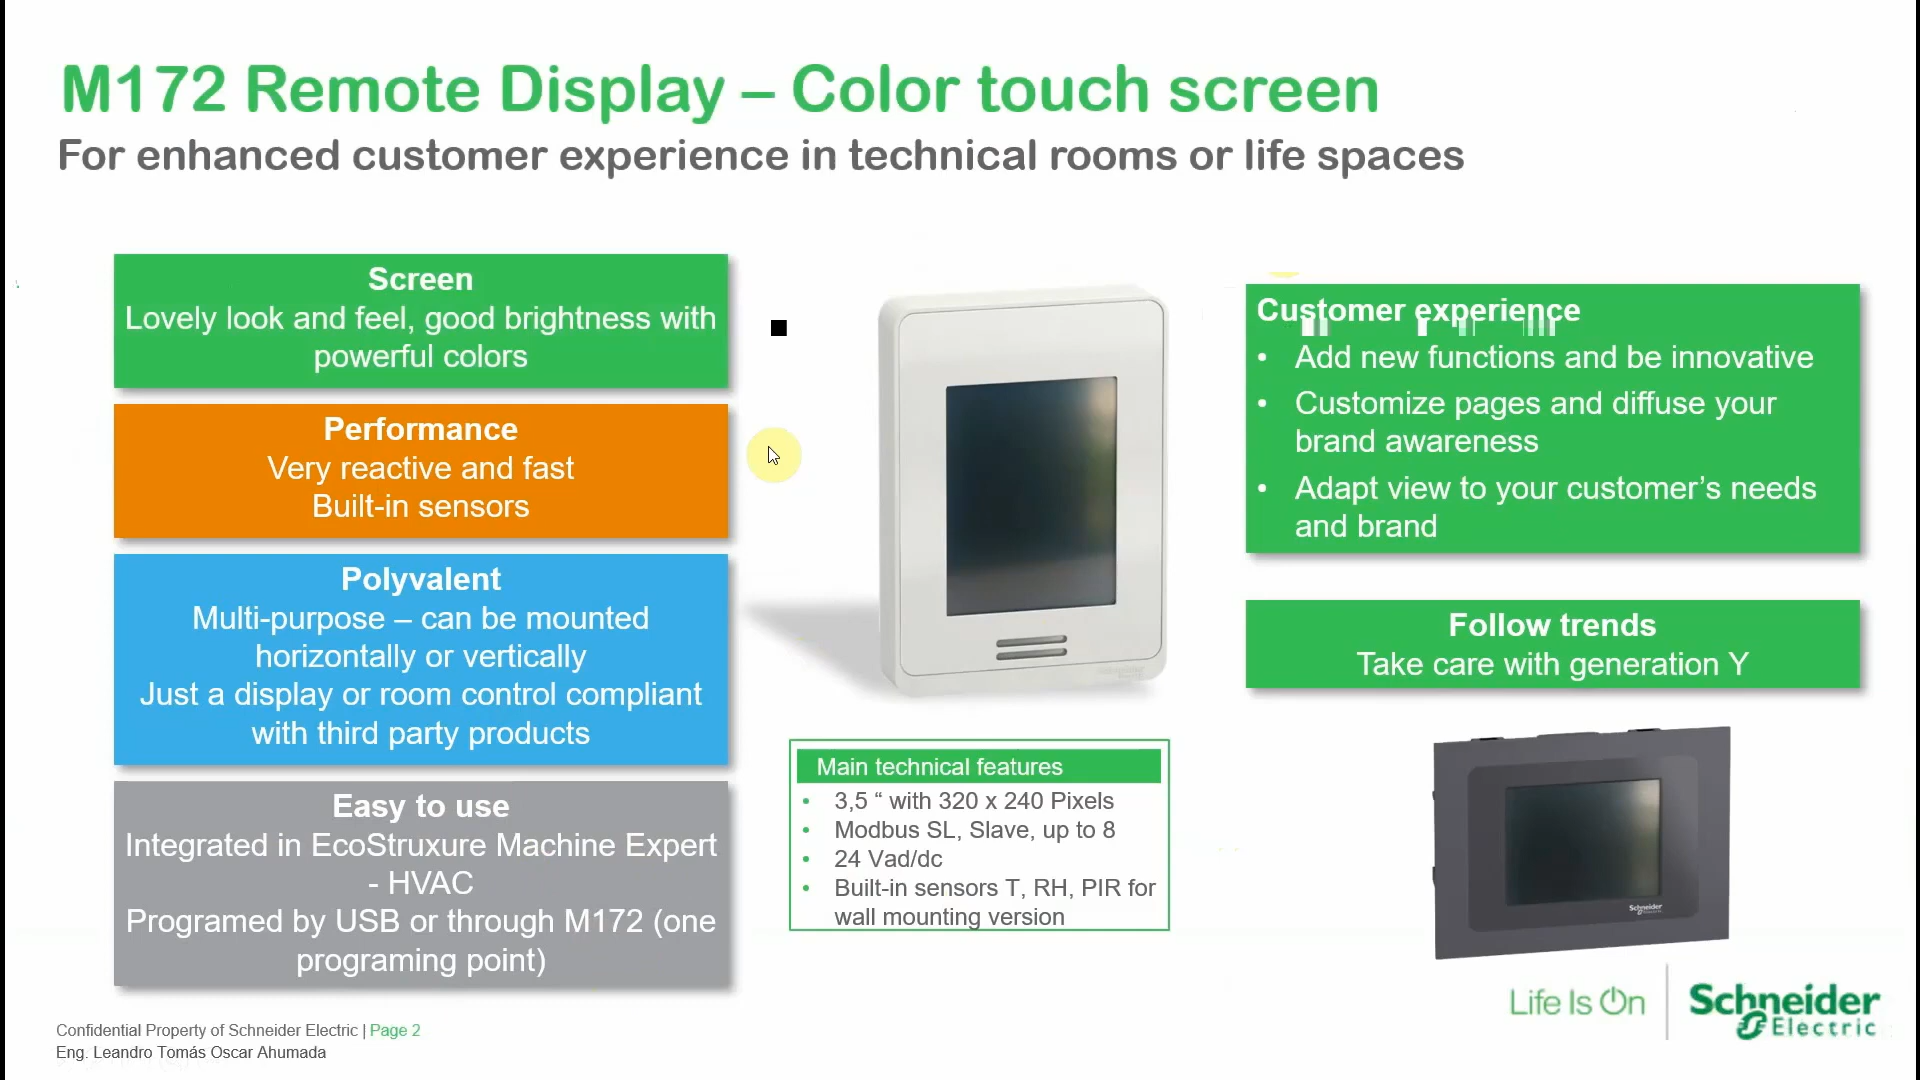 M172 Remote Display – Color touch screen
For enhanced customer experience in technical rooms or life spaces
Screen
Lovely look and feel, good brightness with
powerful colors
Performance
Very reactive and fast
Built-in sensors
Polyvalent
Multi-purpose – can be mounted
horizontally or vertically
Just a display or room control compliant
with third party products
Easy to use
Integrated in EcoStruxure Machine Expert
- HVAC
Programed by USB or through M172 (one
programing point)
Main technical features
• 3,5 “ with 320 x 240 Pixels
• Modbus SL, Slave, up to 8
• 24 Vad/dc
• Built-in sensors T, RH, PIR for
wall mounting version
Customer experience
• Add new functions and be innovative
• Customize pages and diffuse your
brand awareness
• Adapt view to your customer’s needs
and brand
Follow trends
Take care with generation Y
Schneider
Life Is On
Schneider
Electric
Confidential Property of Schneider Electric | Page 2
Eng. Leandro Tomás Oscar Ahumada